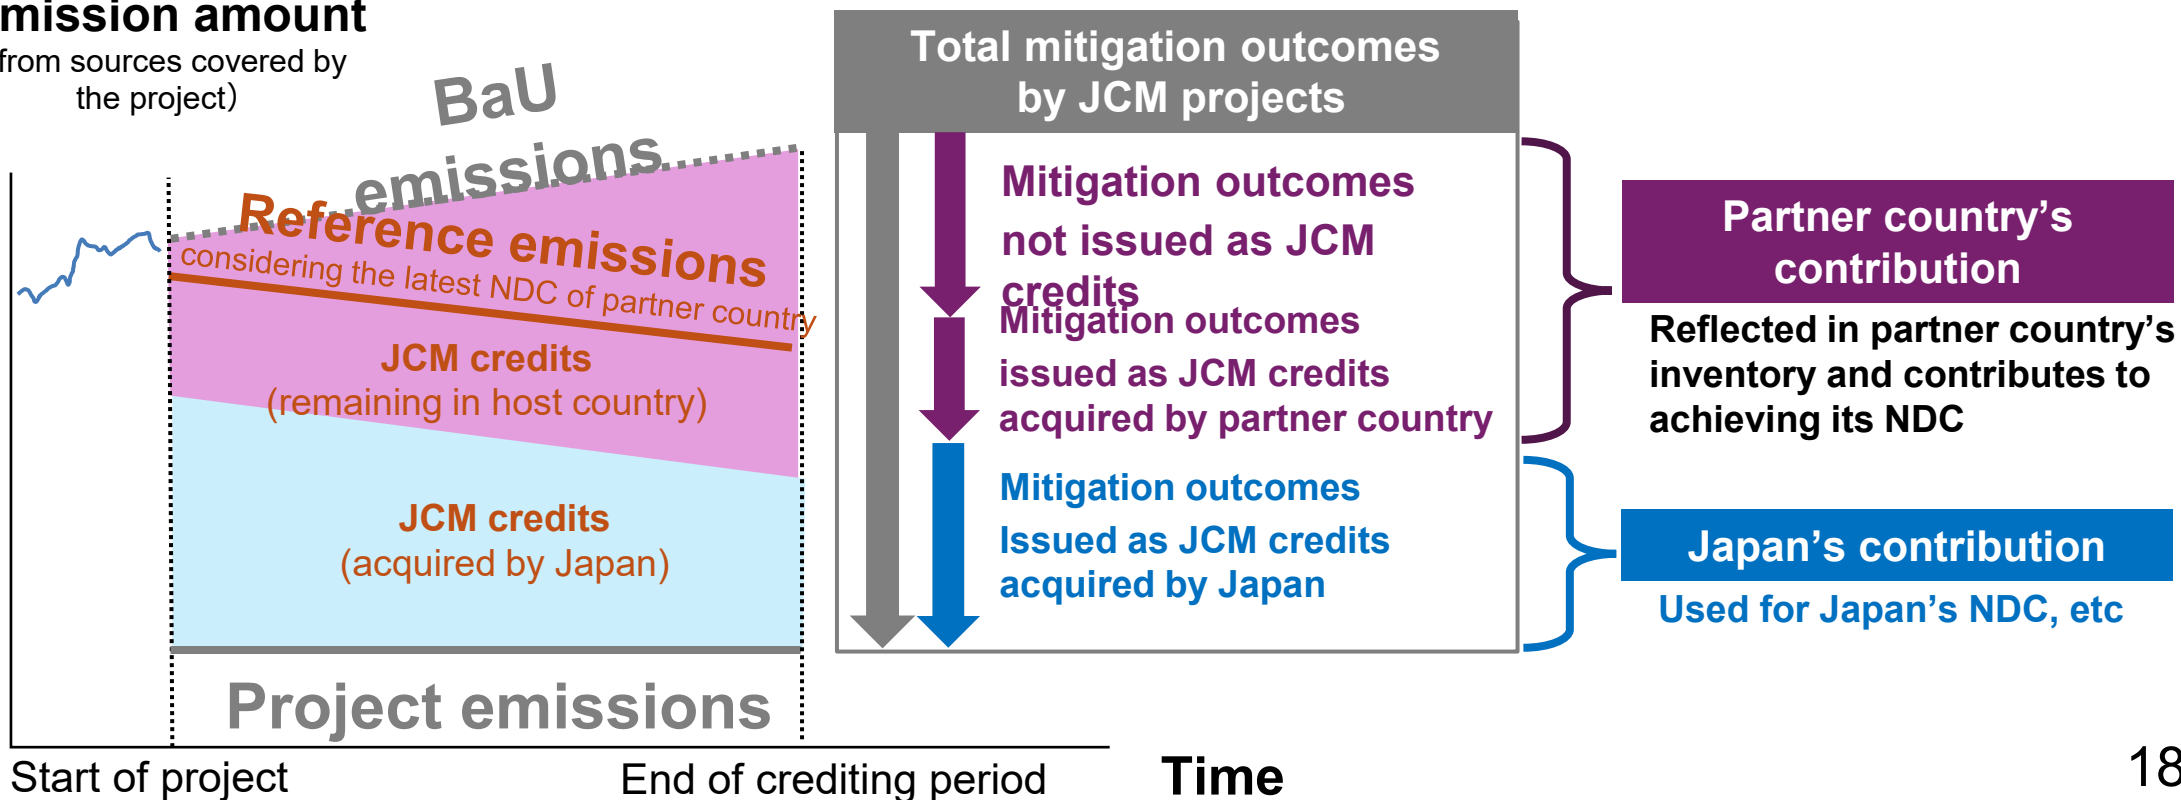 mission amount
from sources covered by
the project）
BaU
emissions
Reference emissions
considering the latest NDC of partner country
JCM credits
(remaining in host country)
JCM credits
(acquired by Japan)
Project emissions
Start of project
End of crediting period
Time
Total mitigation outcomes
by JCM projects
Mitigation outcomes
not issued as JCM
credits
Mitigation outcomes
issued as JCM credits
acquired by partner country
Mitigation outcomes
Issued as JCM credits
acquired by Japan
Partner country’s
contribution
Reflected in partner country’s
inventory and contributes to
achieving its NDC
Japan’s contribution
Used for Japan’s NDC, etc
18